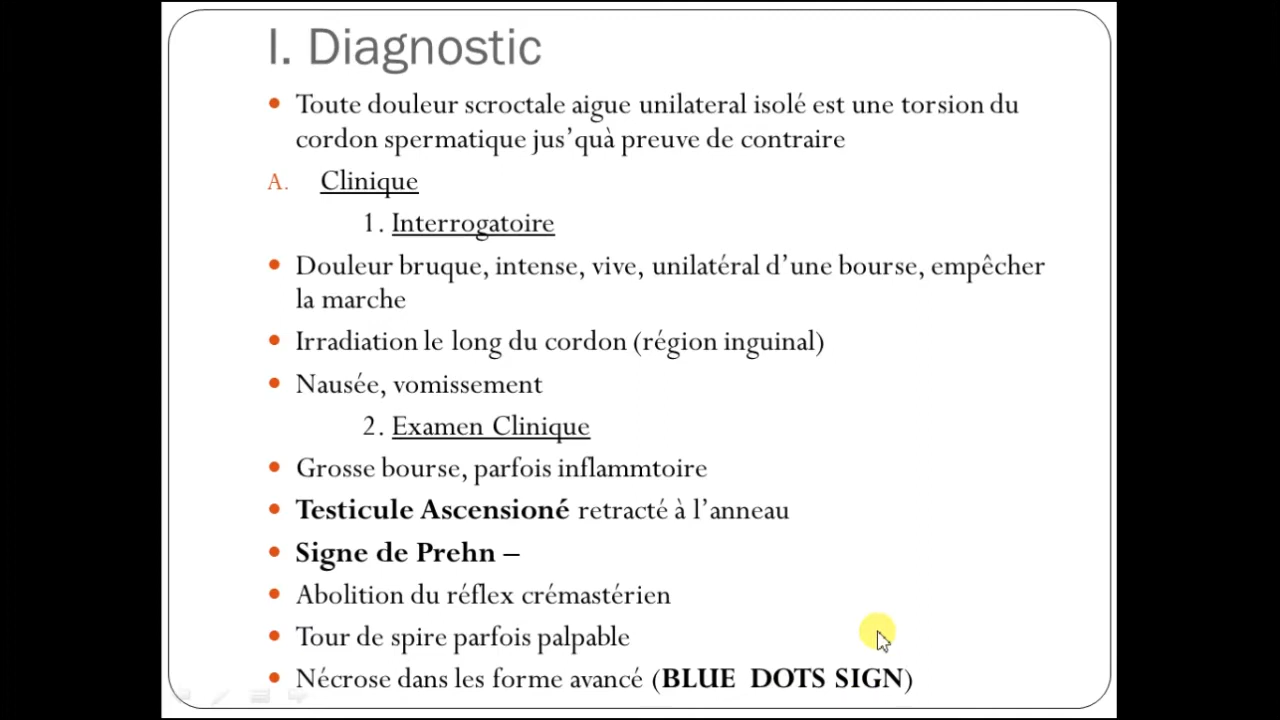 I. Diagnostic
• Toute douleur scroctale aigue unilateral isolé est une torsion du
cordon spermatique jus’quà preuve de contraire
A. Clinique
1. Interrogatoire
• Douleur bruque, intense, vive, unilatéral d’une bourse, empêcher
la marche
• Irradiation le long du cordon (région inguinal)
• Nausée, vomissement
2. Examen Clinique
• Grosse bourse, parfois inflammtoire
• Testicule Ascensioné retracté à l’anneau
• Signe de Prehn –
• Abolition du réflex crémastérien
• Tour de spire parfois palpable
• Nécrose dans les forme avancé (BLUE DOTS SIGN)